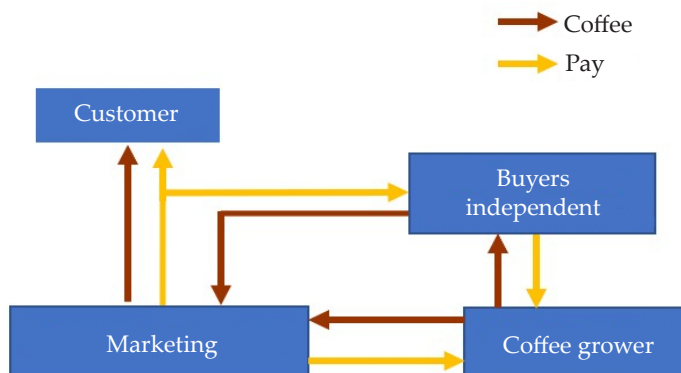 Coffee
Pay
Customer
Buyers
independent
Marketing
Coffee grower